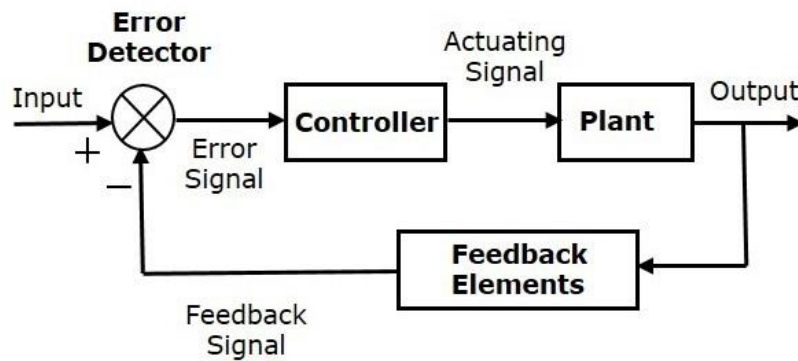 Error
Detector
Input
+
−
Error
Signal
Controller
Actuating
Signal
Plant
Output
Feedback
Elements
Feedback
Signal